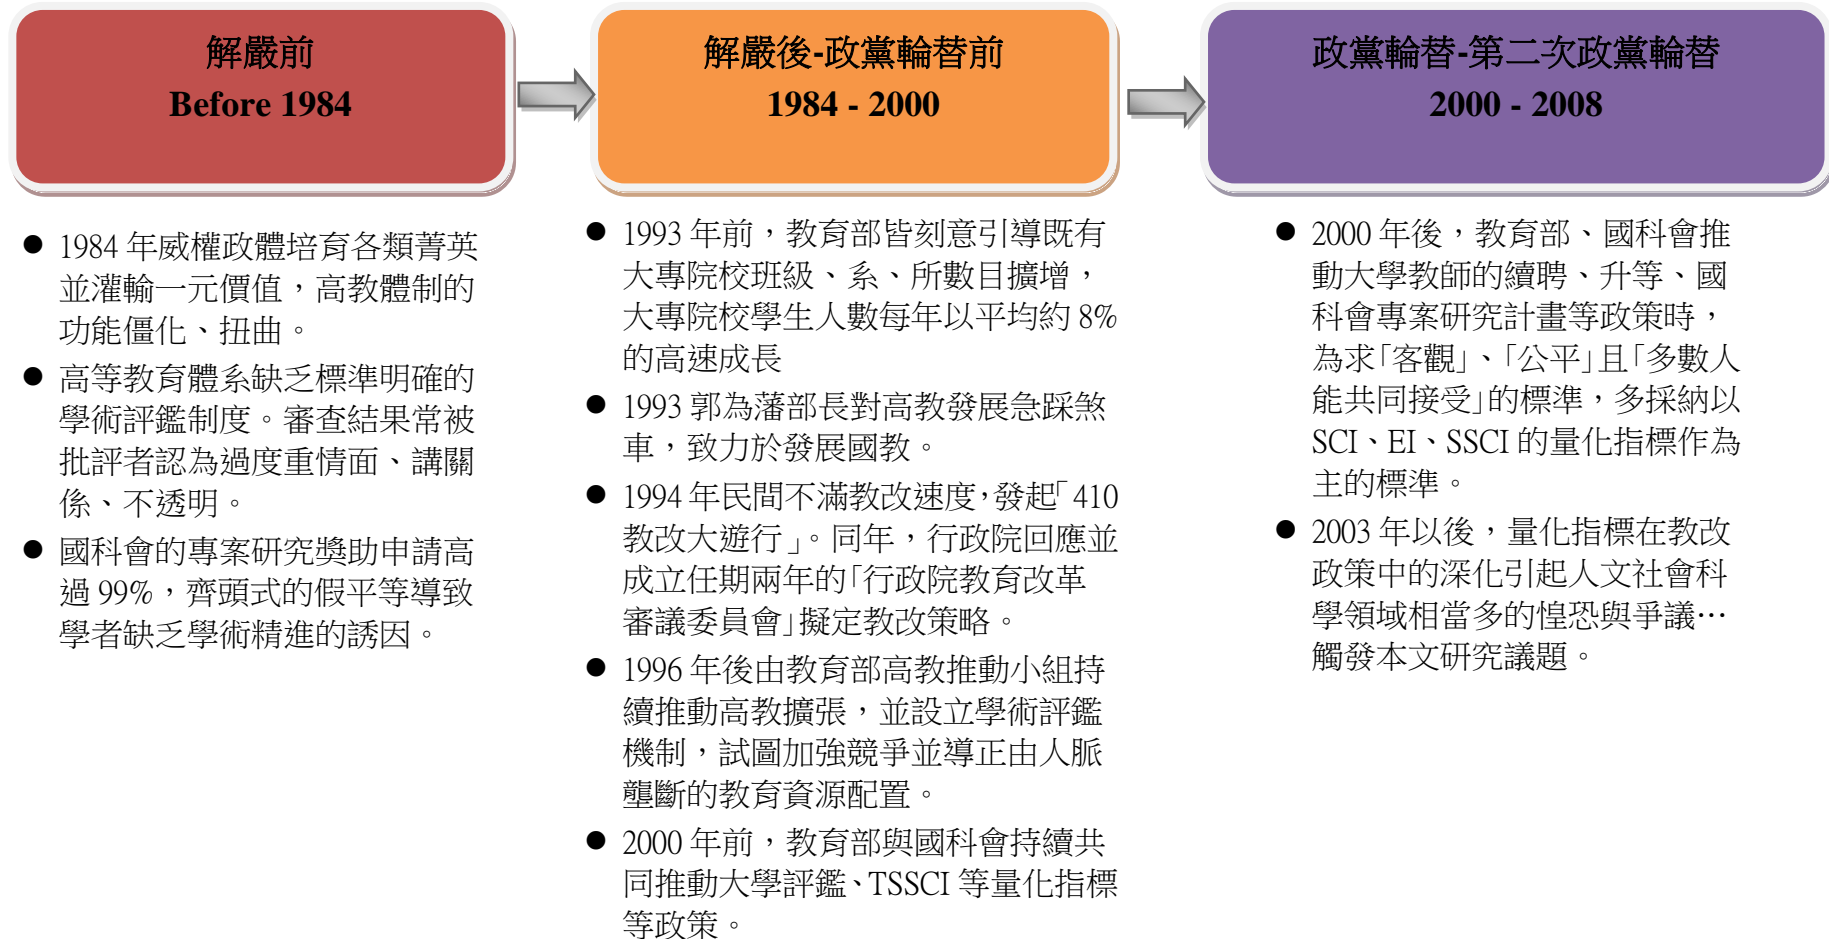 解嚴前
Before 1984
解嚴後-政黨輪替前
1984 - 2000
政黨輪替-第二次政黨輪替
2000 - 2008
● 1984 年威權政體培育各類菁英
並灌輸一元價值，高教體制的
功能僵化、扭曲。
● 高等教育體系缺乏標準明確的
學術評鑑制度。審查結果常被
批評者認為過度重情面、講關
係、不透明。
● 國科會的專案研究獎助申請高
過 99%，齊頭式的假平等導致
學者缺乏學術精進的誘因。
● 1993 年前，教育部皆刻意引導既有
大專院校班級、系、所數目擴增，
大專院校學生人數每年以平均約 8%
的高速成長
● 1993 郭為藩部長對高教發展急踩煞
車，致力於發展國教。
● 1994 年民間不滿教改速度，發起「410
教改大遊行」。同年，行政院回應並
成立任期兩年的「行政院教育改革
審議委員會」擬定教改策略。
● 1996 年後由教育部高教推動小組持
續推動高教擴張，並設立學術評鑑
機制，試圖加強競爭並導正由人脈
壟斷的教育資源配置。
● 2000 年前，教育部與國科會持續共
同推動大學評鑑、TSSCI 等量化指標
等政策。
● 2000 年後，教育部、國科會推
動大學教師的續聘、升等、國
科會專案研究計畫等政策時，
為求「客觀」、「公平」且「多數人
能共同接受」的標準，多採納以
SCI、EI、SSCI 的量化指標作為
主的標準。
● 2003 年以後，量化指標在教改
政策中的深化引起人文社會科
學領域相當多的惶恐與爭議…
觸發本文研究議題。